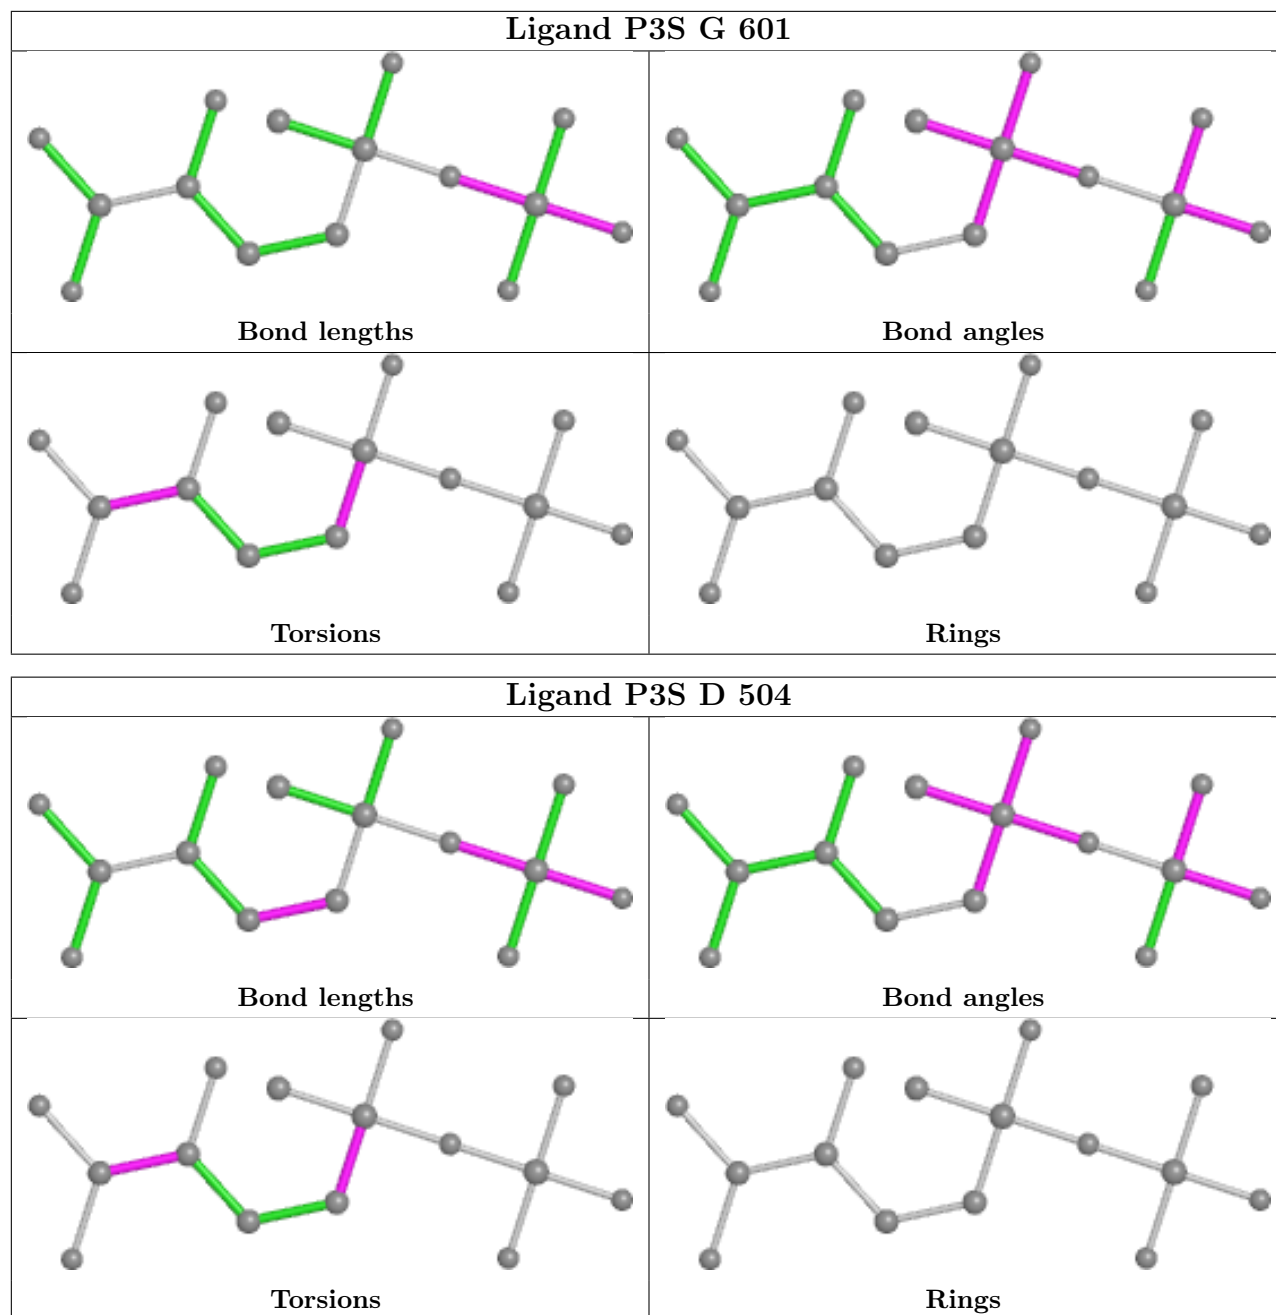 Ligand P3S G 601
Bond lengths
Bond angles
Torsions
Rings
Ligand P3S D 504
Bond lengths
Bond angles
Torsions
Rings